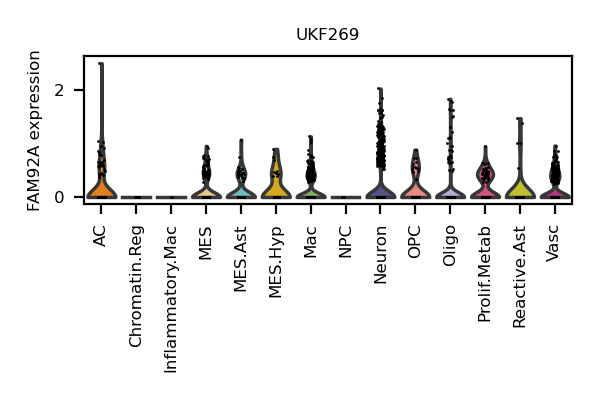 UKF269
FAM92A expression
2
0
AC
Chromatin.Reg
Inflammatory.Mac
MES
MES.Ast
MES.Hyp
Mac
NPC
Neuron
OPC
Oligo
Prolif.Metab
Reactive.Ast
Vasc